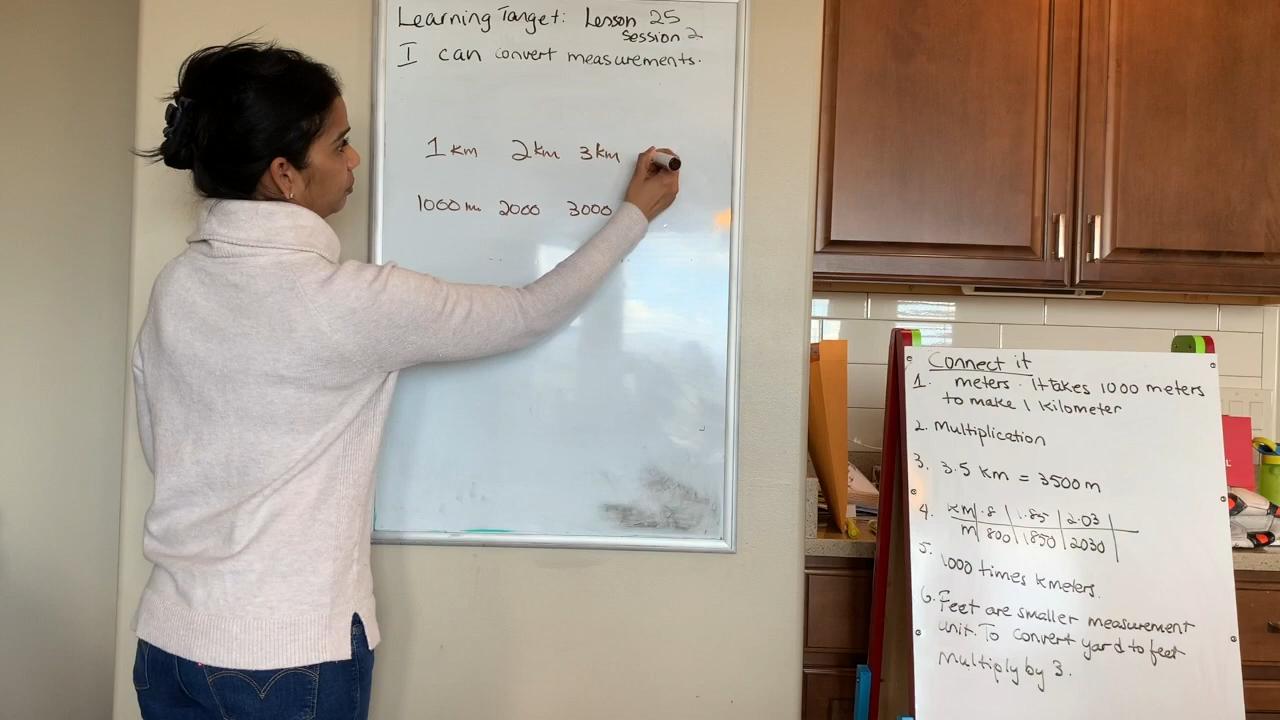 Learning Target: Lesson 25
Session 2
I can convert measurements.
1 km 2 km 3 km
1000 m 2000 3000
Connect it
1. meters. It takes 1000 meters
to make 1 kilometer
2. Multiplication
3. 3.5 km = 3500 m
4. km .8 1.85 2.03
m 800 1850 2030
5. 1000 times k meters.
6. Feet are smaller measurement
unit. To convert yard to feet
multiply by 3.